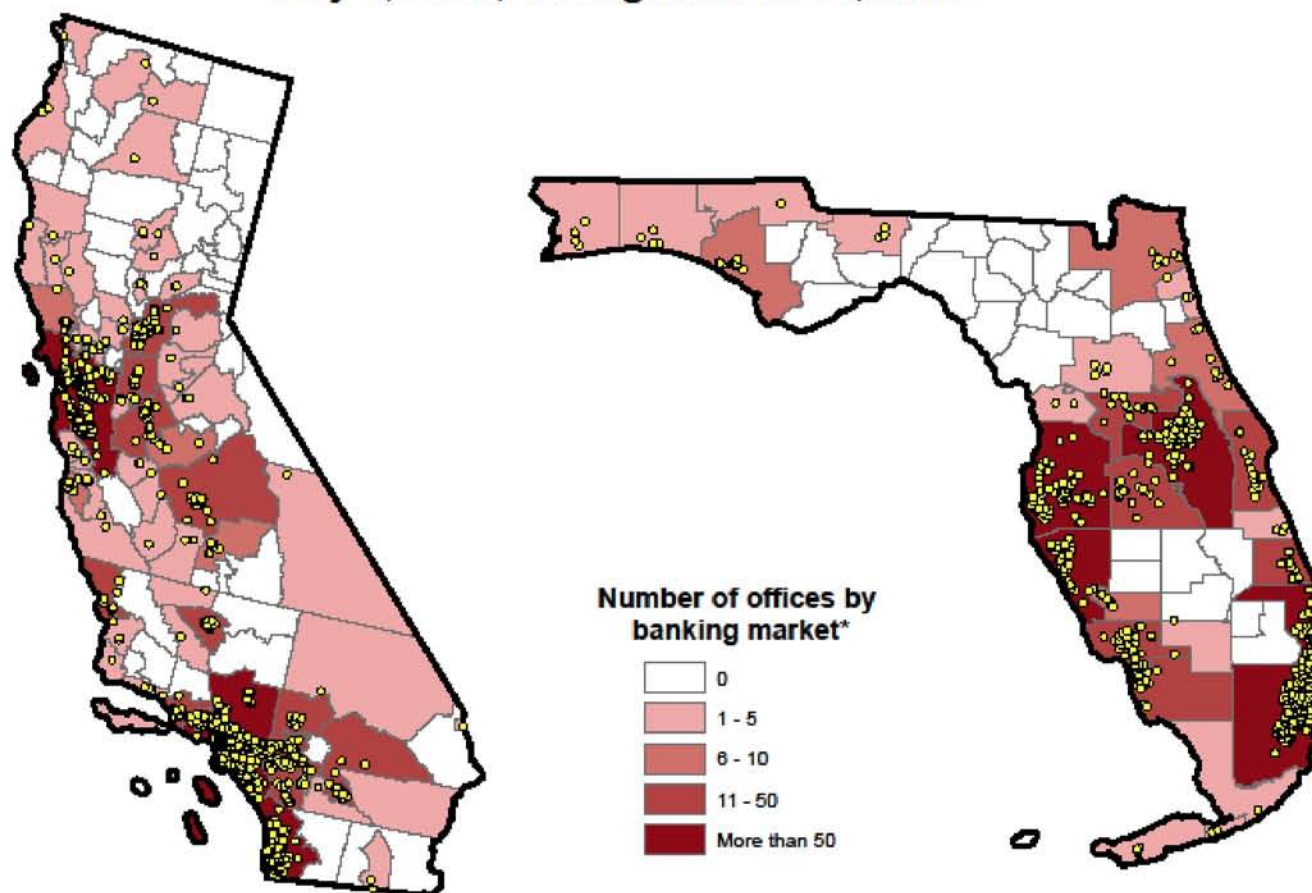 Number of offices by
banking market*
0
1 - 5
6 - 10
11 - 50
More than 50